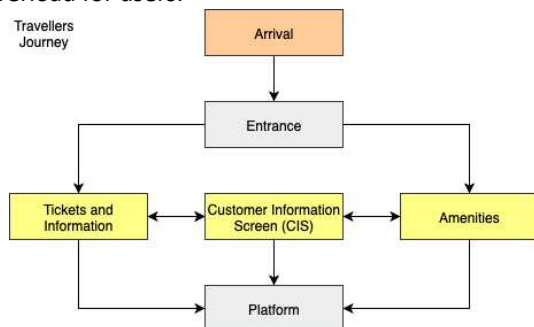 Travellers
Journey
Arrival
Entrance
Tickets and
Information
Customer Information
Screen (CIS)
Amenities
Platform